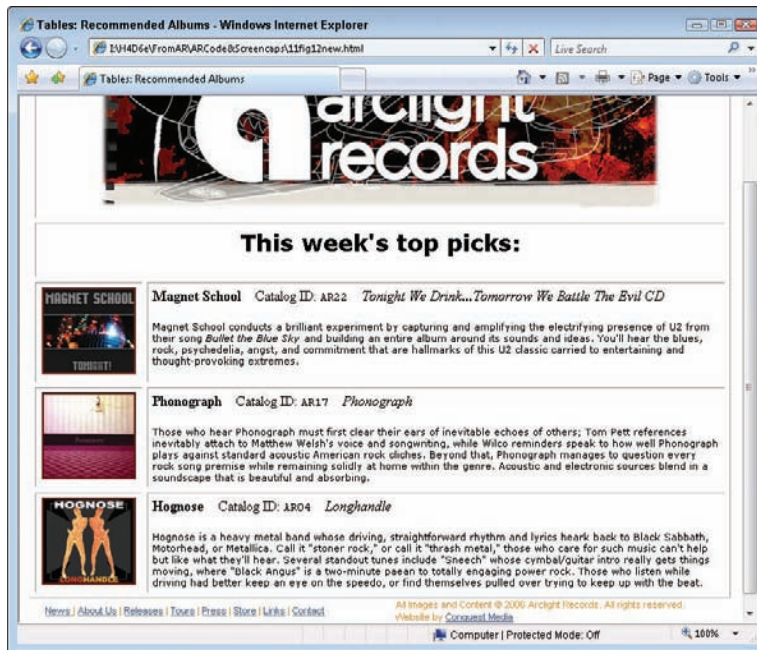 Tables: Recommended Albums - Windows Internet Explorer
I:\H4D6e\FromAR\ARCode&Screencaps\11fig12new.html
Live Search
Tables: Recommended Albums
Page
Tools
arclight
records
This week's top picks:
MAGNET SCHOOL
TONIGHT!
Magnet School Catalog ID: AR22 Tonight We Drink...Tomorrow We Battle The Evil CD
Magnet School conducts a brilliant experiment by capturing and amplifying the electrifying presence of U2 from
their song Bullet the Blue Sky and building an entire album around its sounds and ideas. You'll hear the blues,
rock, psychedelia, angst, and commitment that are hallmarks of this U2 classic carried to entertaining and
thought-provoking extremes.
Phonograph Catalog ID: AR17 Phonograph
Those who hear Phonograph must first clear their ears of inevitable echoes of others; Tom Pett references
inevitably attach to Matthew Welsh's voice and songwriting, while Wilco reminders speak to how well Phonograph
plays against standard acoustic American rock cliches. Beyond that, Phonograph manages to question every
rock song premise while remaining solidly at home within the genre. Acoustic and electronic sources blend in a
soundscape that is beautiful and absorbing.
HOGNOSE
LONGHANDLE
Hognose Catalog ID: AR04 Longhandle
Hognose is a heavy metal band whose driving, straightforward rhythm and lyrics heark back to Black Sabbath,
Motorhead, or Metallica. Call it "stoner rock," or call it "thrash metal," those who care for such music can't help
but like what they'll hear. Several standout tunes include "Sneech" whose cymbal/guitar intro really gets things
moving, where "Black Angus" is a two-minute paean to totally engaging power rock. Those who listen while
driving had better keep an eye on the speedo, or find themselves pulled over trying to keep up with the beat.
News | About Us | Releases | Tours | Press | Store | Links | Contact
All Images and Content © 2006 Arclight Records. All rights reserved.
Website by Conquest Media
Computer | Protected Mode: Off
100%